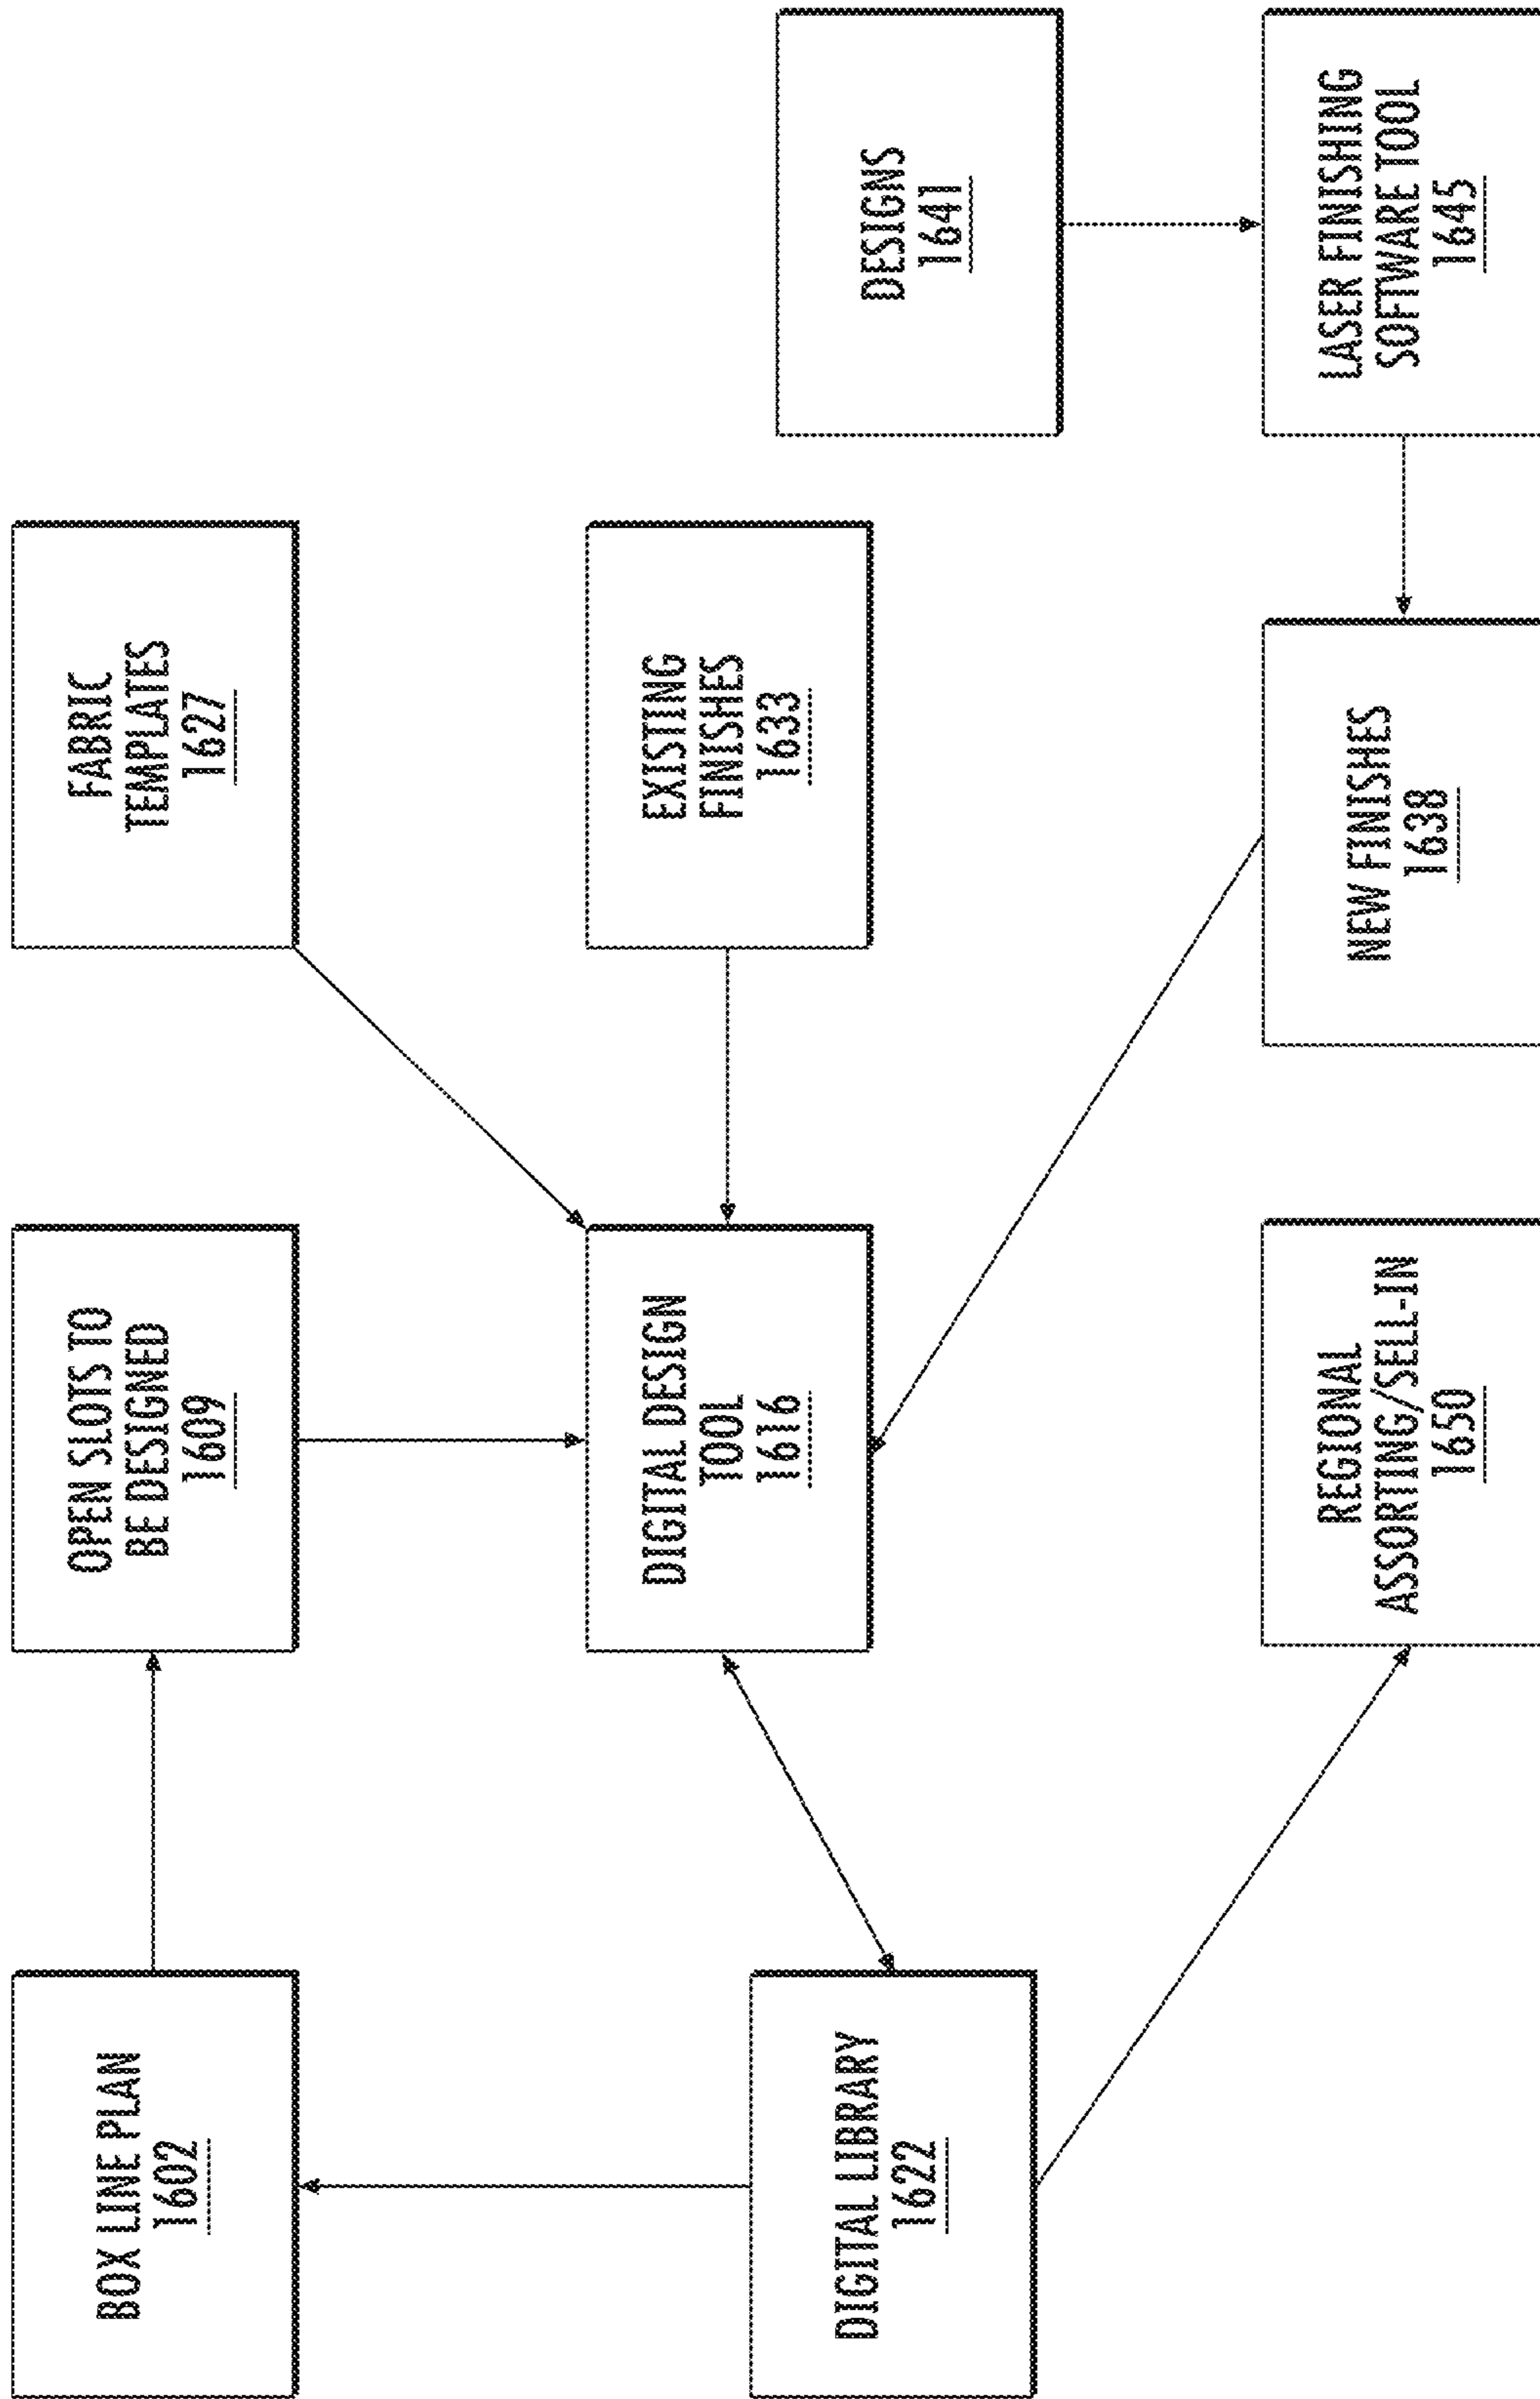 BOX LINE PLAN
1602
OPEN SLOTS TO
BE DESIGNED
1609
FABRIC
TEMPLATES
1627
DIGITAL DESIGN
TOOL
1616
EXISTING
FINISHES
1633
DIGITAL LIBRARY
1622
DESIGNS
1641
REGIONAL
ASSORTING/SELL-IN
1650
NEW FINISHES
1638
LASER FINISHING
SOFTWARE TOOL
1645